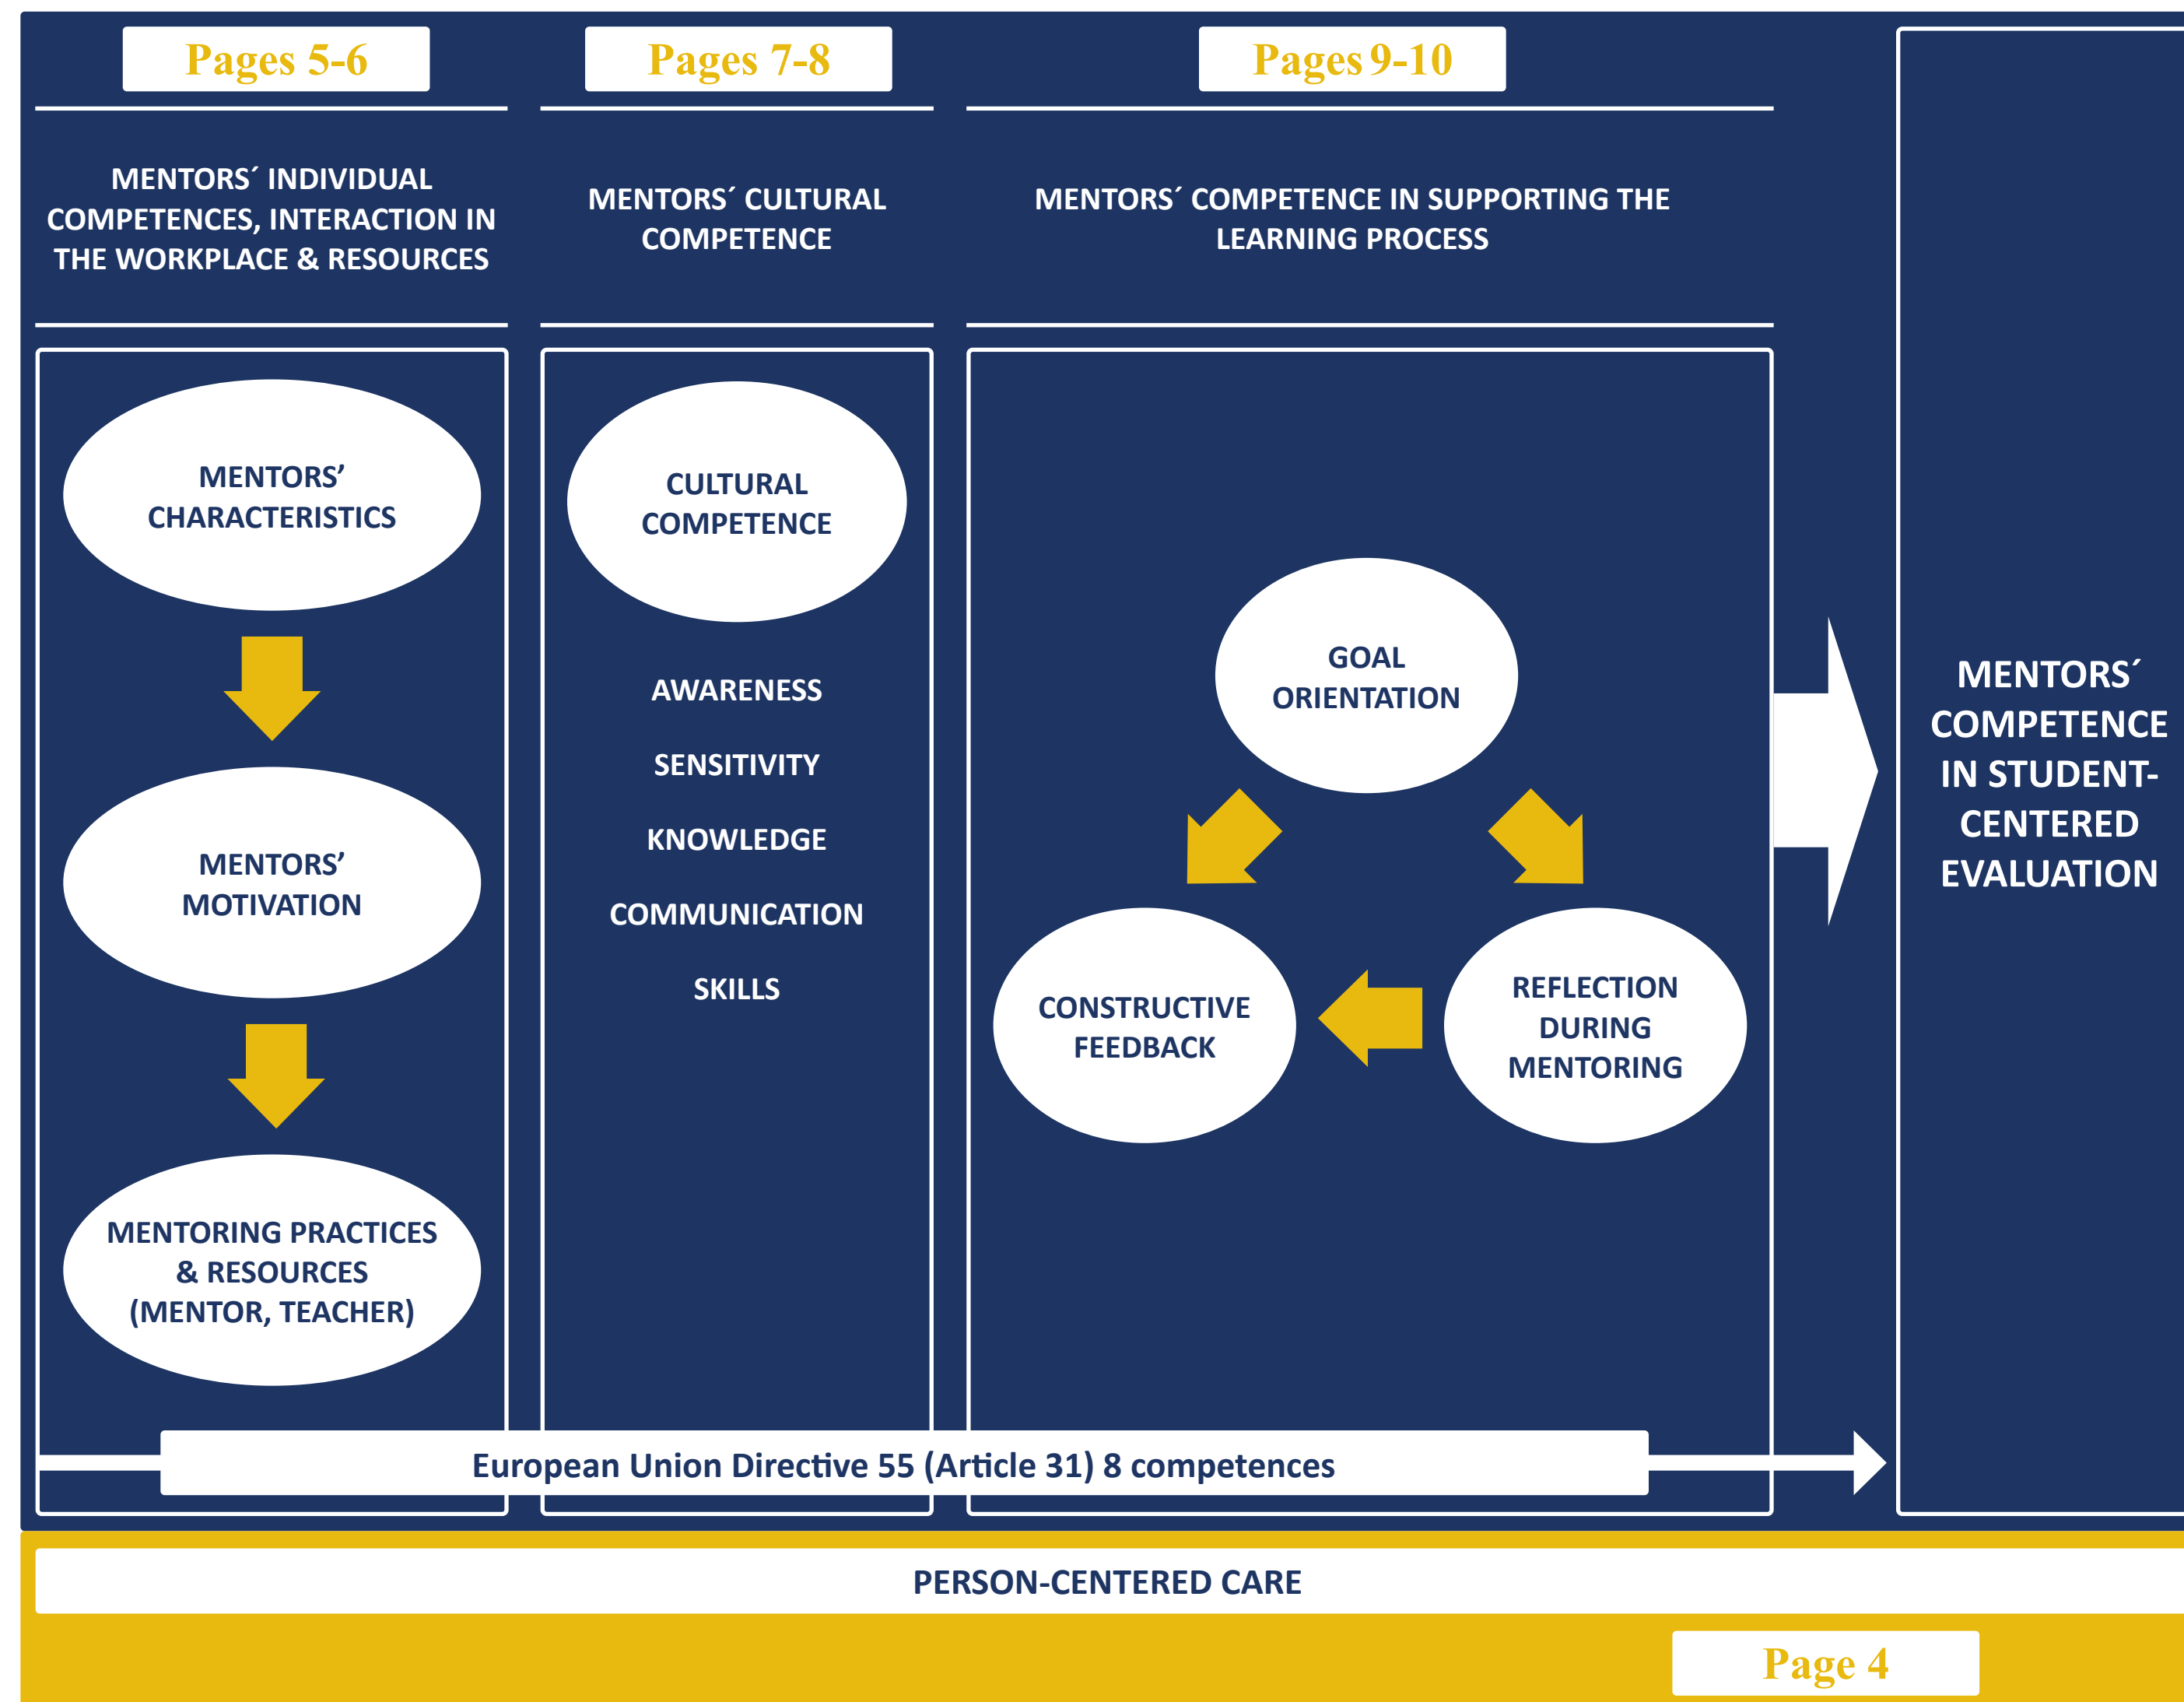 Pages 5-6
Pages 7-8
Pages 9-10
MENTORS´ INDIVIDUAL
COMPETENCES, INTERACTION IN
THE WORKPLACE & RESOURCES
MENTORS´ CULTURAL
COMPETENCE
MENTORS´ COMPETENCE IN SUPPORTING THE
LEARNING PROCESS
MENTORS’
CHARACTERISTICS
MENTORS’
MOTIVATION
MENTORING PRACTICES
& RESOURCES
(MENTOR, TEACHER)
CULTURAL
COMPETENCE
AWARENESS
SENSITIVITY
KNOWLEDGE
COMMUNICATION
SKILLS
GOAL
ORIENTATION
CONSTRUCTIVE
FEEDBACK
REFLECTION
DURING
MENTORING
MENTORS´
COMPETENCE
IN STUDENT-
CENTERED
EVALUATION
European Union Directive 55 (Article 31) 8 competences
PERSON-CENTERED CARE
Page 4